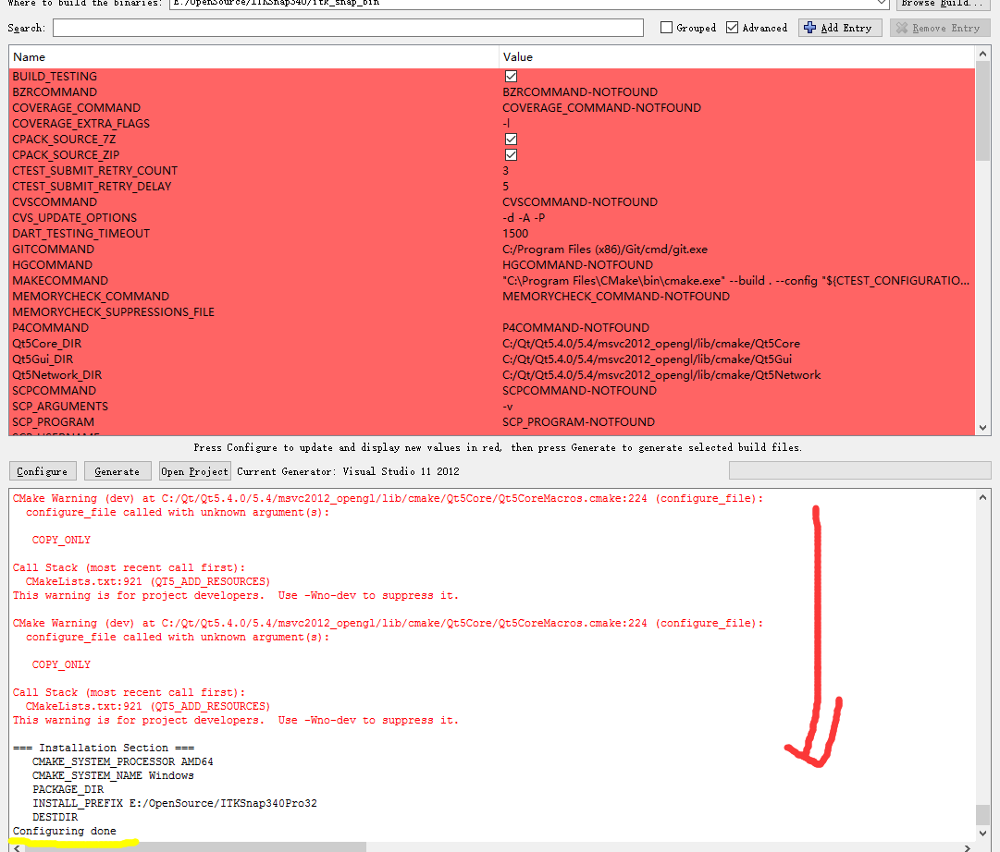 Where to build the binaries: E:/OpenSource/ITKSnap340/itk_snap_bin Browse Build...
Search: Grouped Advanced Add Entry Remove Entry
Name Value
BUILD_TESTING
BZRCOMMAND BZRCOMMAND-NOTFOUND
COVERAGE_COMMAND COVERAGE_COMMAND-NOTFOUND
COVERAGE_EXTRA_FLAGS -l
CPACK_SOURCE_7Z
CPACK_SOURCE_ZIP
CTEST_SUBMIT_RETRY_COUNT 3
CTEST_SUBMIT_RETRY_DELAY 5
CVSCOMMAND CVSCOMMAND-NOTFOUND
CVS_UPDATE_OPTIONS -d -A -P
DART_TESTING_TIMEOUT 1500
GITCOMMAND C:/Program Files (x86)/Git/cmd/git.exe
HGCOMMAND HGCOMMAND-NOTFOUND
MAKECOMMAND "C:\Program Files\CMake\bin\cmake.exe" --build . --config "${CTEST_CONFIGURATIO...
MEMORYCHECK_COMMAND MEMORYCHECK_COMMAND-NOTFOUND
MEMORYCHECK_SUPPRESSIONS_FILE
P4COMMAND P4COMMAND-NOTFOUND
Qt5Core_DIR C:/Qt/Qt5.4.0/5.4/msvc2012_opengl/lib/cmake/Qt5Core
Qt5Gui_DIR C:/Qt/Qt5.4.0/5.4/msvc2012_opengl/lib/cmake/Qt5Gui
Qt5Network_DIR C:/Qt/Qt5.4.0/5.4/msvc2012_opengl/lib/cmake/Qt5Network
SCPCOMMAND SCPCOMMAND-NOTFOUND
SCP_ARGUMENTS -v
SCP_PROGRAM SCP_PROGRAM-NOTFOUND
SCP_USERNAME
Press Configure to update and display new values in red, then press Generate to generate selected build files.
Configure Generate Open Project Current Generator: Visual Studio 11 2012
CMake Warning (dev) at C:/Qt/Qt5.4.0/5.4/msvc2012_opengl/lib/cmake/Qt5Core/Qt5CoreMacros.cmake:224 (configure_file):
configure_file called with unknown argument(s):
COPY_ONLY
Call Stack (most recent call first):
CMakeLists.txt:921 (QT5_ADD_RESOURCES)
This warning is for project developers. Use -Wno-dev to suppress it.
CMake Warning (dev) at C:/Qt/Qt5.4.0/5.4/msvc2012_opengl/lib/cmake/Qt5Core/Qt5CoreMacros.cmake:224 (configure_file):
configure_file called with unknown argument(s):
COPY_ONLY
Call Stack (most recent call first):
CMakeLists.txt:921 (QT5_ADD_RESOURCES)
This warning is for project developers. Use -Wno-dev to suppress it.
=== Installation Section ===
CMAKE_SYSTEM_PROCESSOR AMD64
CMAKE_SYSTEM_NAME Windows
PACKAGE_DIR
INSTALL_PREFIX E:/OpenSource/ITKSnap340Pro32
DESTDIR
Configuring done